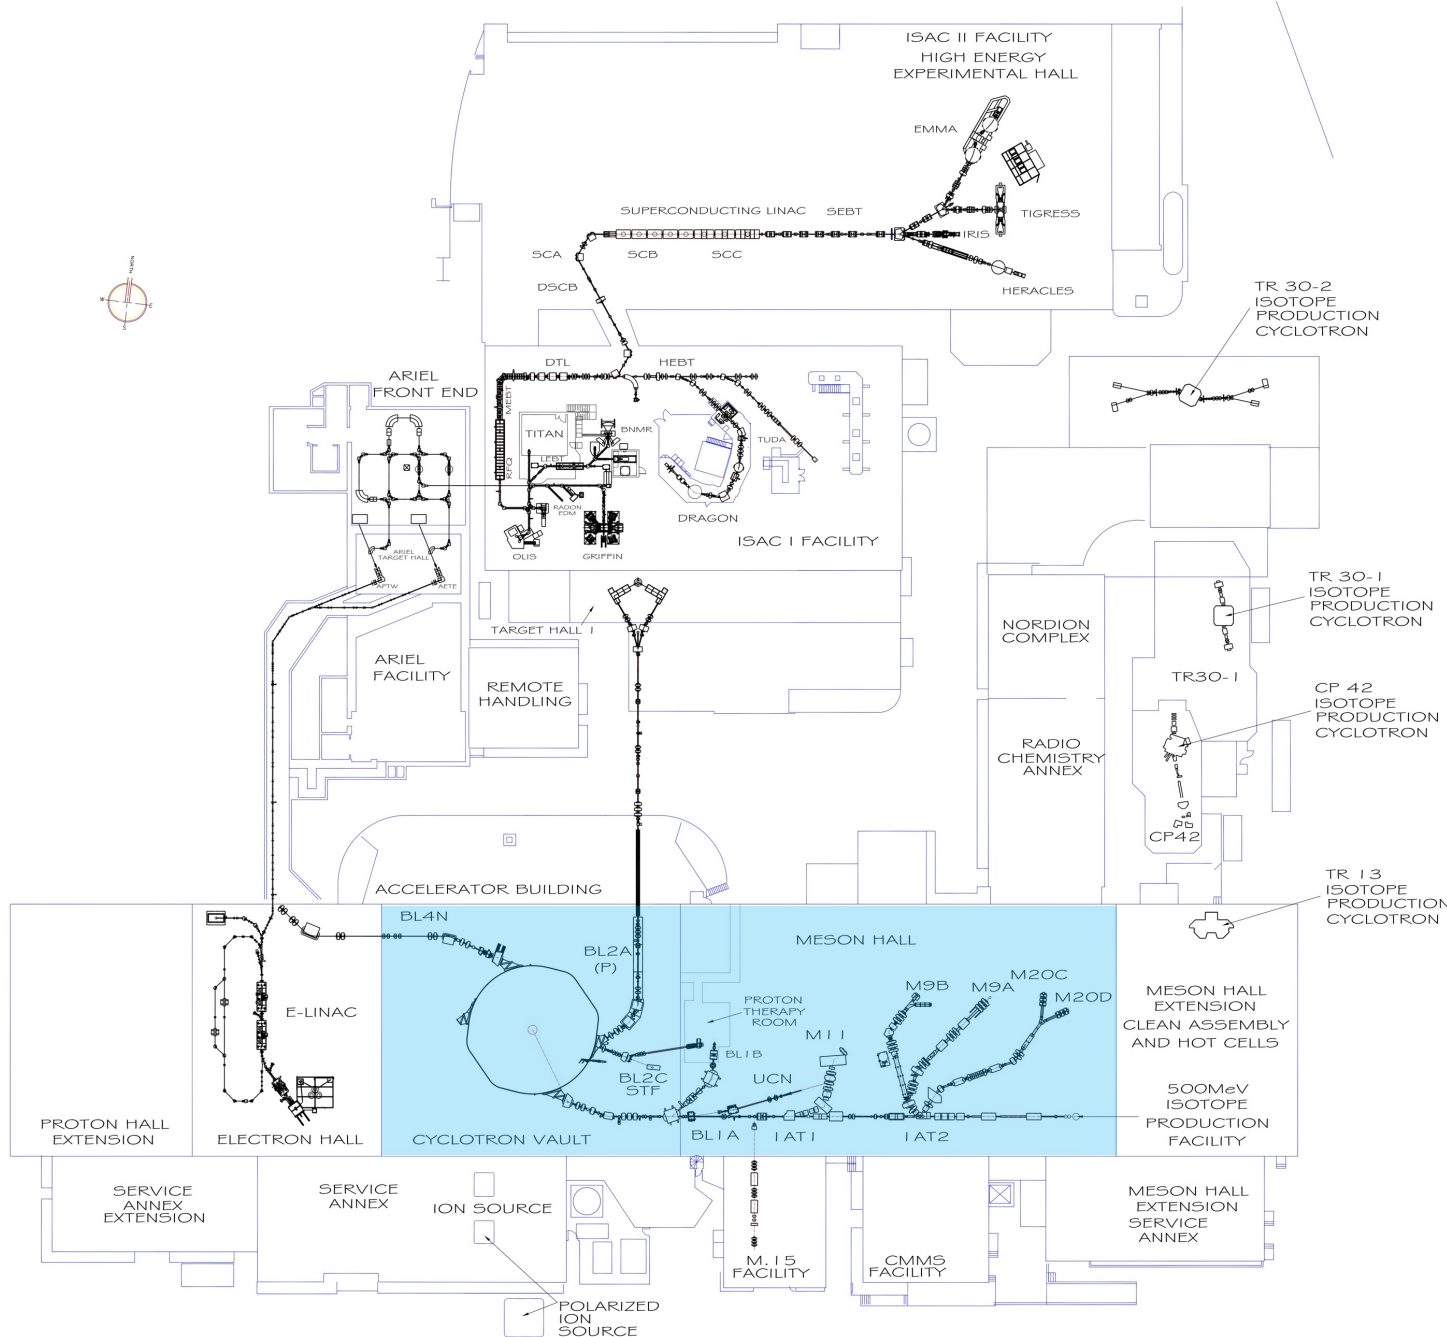 ISAC II FACILITY
HIGH ENERGY
EXPERIMENTAL HALL
EMMA
SUPERCONDUCTING LINAC
SEBT
TIGRESS
IRIS
SCA
SCB
SCC
DSCB
HERACLES
NORTH
W
E
S
TR 30-2
ISOTOPE
PRODUCTION
CYCLOTRON
ARIEL
FRONT END
DTL
HEBT
MEBT
TITAN
BNMR
LEBT
RFQ
TUDA
RADON
EDM
DRAGON
OLIS
GRIFFIN
ISAC I FACILITY
ARIEL
TARGET HALL
APTW
AETE
TR 30-1
ISOTOPE
PRODUCTION
CYCLOTRON
TARGET HALL 1
NORDION
COMPLEX
ARIEL
FACILITY
REMOTE
HANDLING
TR30-1
CP 42
ISOTOPE
PRODUCTION
CYCLOTRON
RADIO
CHEMISTRY
ANNEX
CP42
ACCELERATOR BUILDING
TR 13
ISOTOPE
PRODUCTION
CYCLOTRON
BL4N
BL2A
(P)
MESON HALL
M9B
M9A
M20C
M20D
E-LINAC
PROTON
THERAPY
ROOM
M11
MESON HALL
EXTENSION
CLEAN ASSEMBLY
AND HOT CELLS
BL1B
BL2C
STF
UCN
500MeV
ISOTOPE
PRODUCTION
FACILITY
PROTON HALL
EXTENSION
ELECTRON HALL
CYCLOTRON VAULT
BL1A
1AT1
1AT2
SERVICE
ANNEX
EXTENSION
SERVICE
ANNEX
ION SOURCE
MESON HALL
EXTENSION
SERVICE
ANNEX
M.15
FACILITY
CMMS
FACILITY
POLARIZED
ION
SOURCE